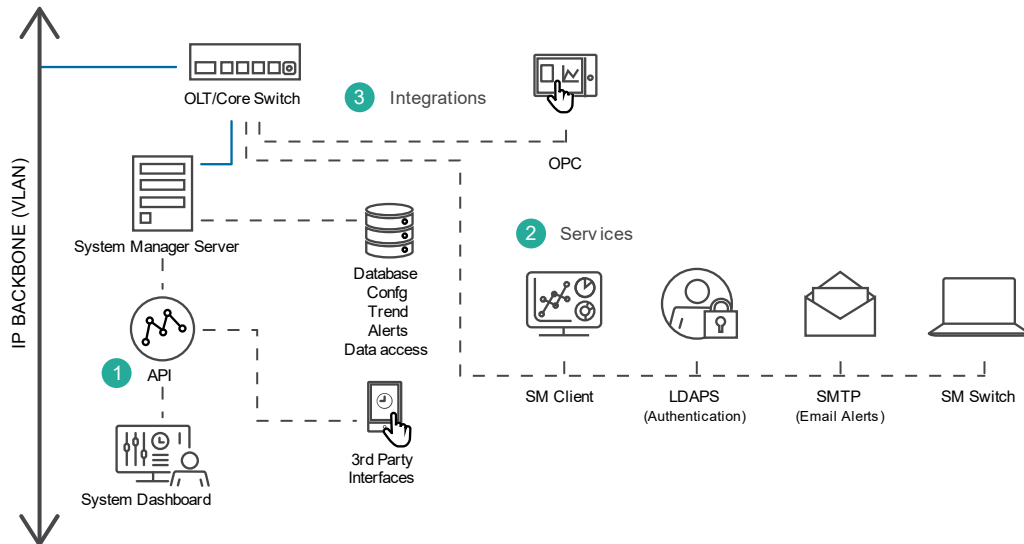 IP BACKBONE (VLAN)
OLT/Core Switch
3 Integrations
OPC
System Manager Server
Database
Confg
Trend
Alerts
Data access
2 Services
1 API
SM Client
LDAPS
(Authentication)
SMTP
(Email Alerts)
SM Switch
3rd Party
Interfaces
System Dashboard